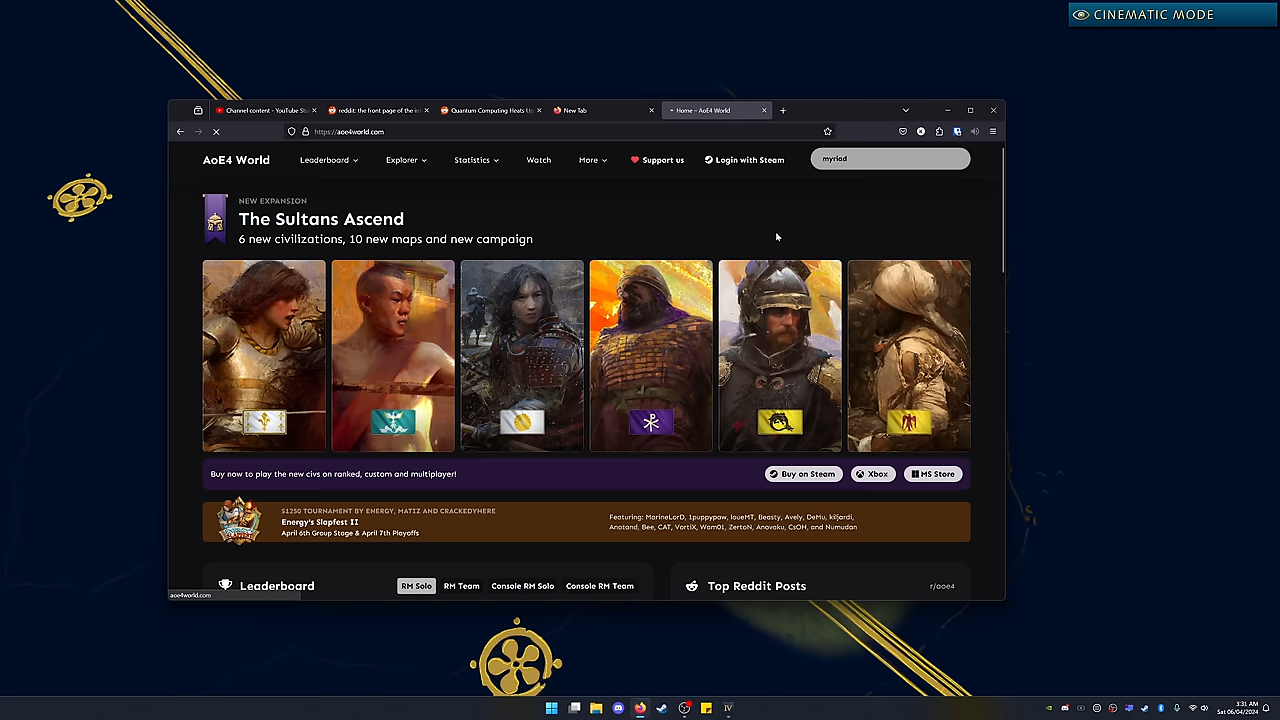 CINEMATIC MODE
Channel content - YouTube Stu
reddit: the front page of the in
Quantum Computing Heats Up
New Tab
Home – AoE4 World
https://aoe4world.com
AoE4 World
Leaderboard
Explorer
Statistics
Watch
More
Support us
Login with Steam
myriad
NEW EXPANSION
The Sultans Ascend
6 new civilizations, 10 new maps and new campaign
Buy now to play the new civs on ranked, custom and multiplayer!
Buy on Steam
Xbox
MS Store
$1250 TOURNAMENT BY ENERGY, MATIZ AND CRACKEDYHERE
Energy's Slapfest II
April 6th Group Stage & April 7th Playoffs
Featuring: MarineLorD, 1puppypaw, loueMT, Beasty, Avely, DeMu, kiljardi,
Anotand, Bee, CAT, VortiX, Wam01, ZertoN, Anovaku, CsOH, and Numudan
Leaderboard
RM Solo
RM Team
Console RM Solo
Console RM Team
Top Reddit Posts
r/aoe4
aoe4world.com
IV
3:31 AM
Sat 06/04/2024